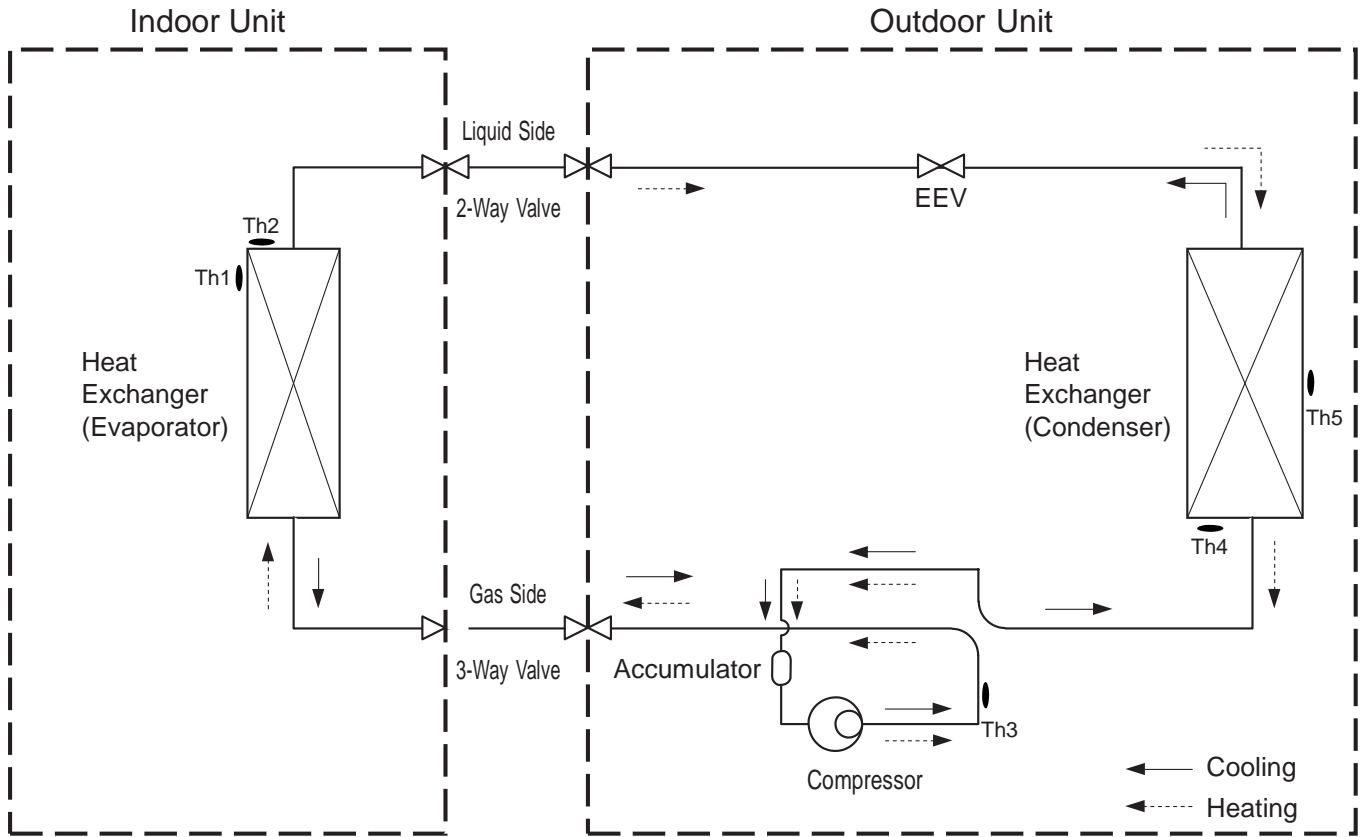 Indoor Unit
Outdoor Unit
Liquid Side
2-Way Valve
EEV
Th2
Th1
Heat
Exchanger
(Evaporator)
Heat
Exchanger
(Condenser)
Th5
Th4
Gas Side
3-Way Valve
Accumulator
Th3
Compressor
Cooling
Heating